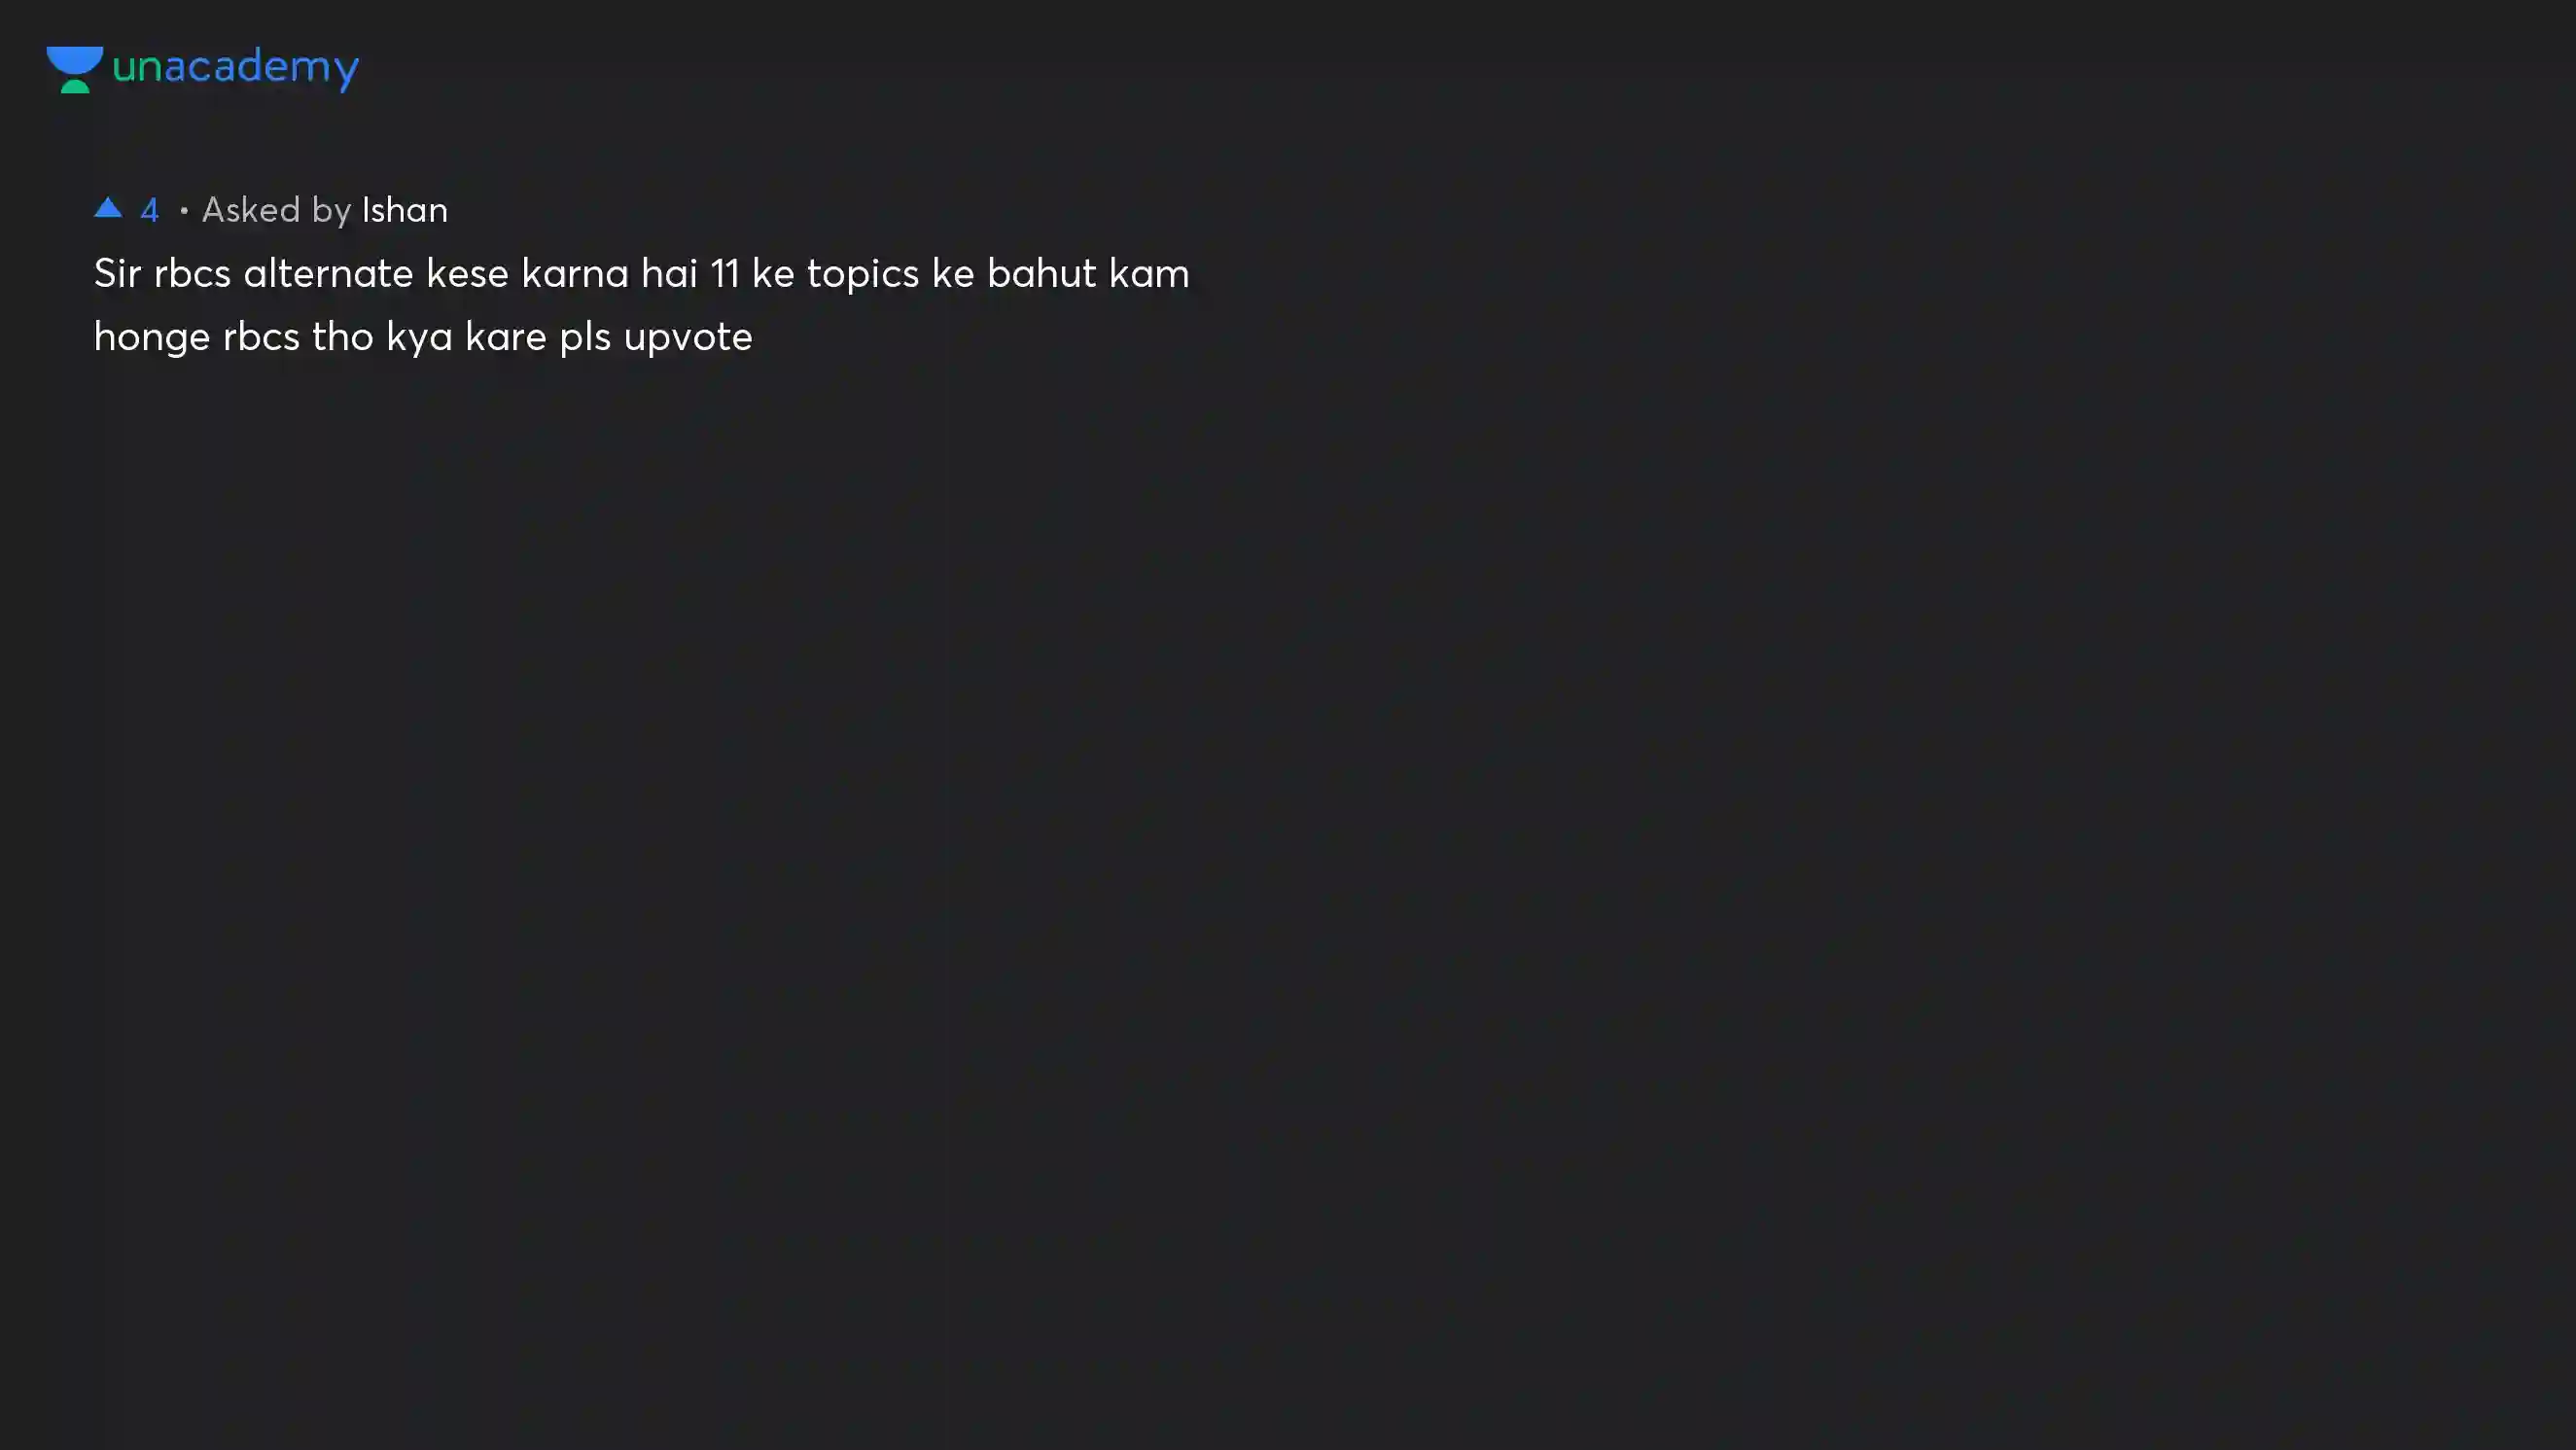 unacademy
4 • Asked by Ishan
Sir rbcs alternate kese karna hai 11 ke topics ke bahut kam
honge rbcs tho kya kare pls upvote